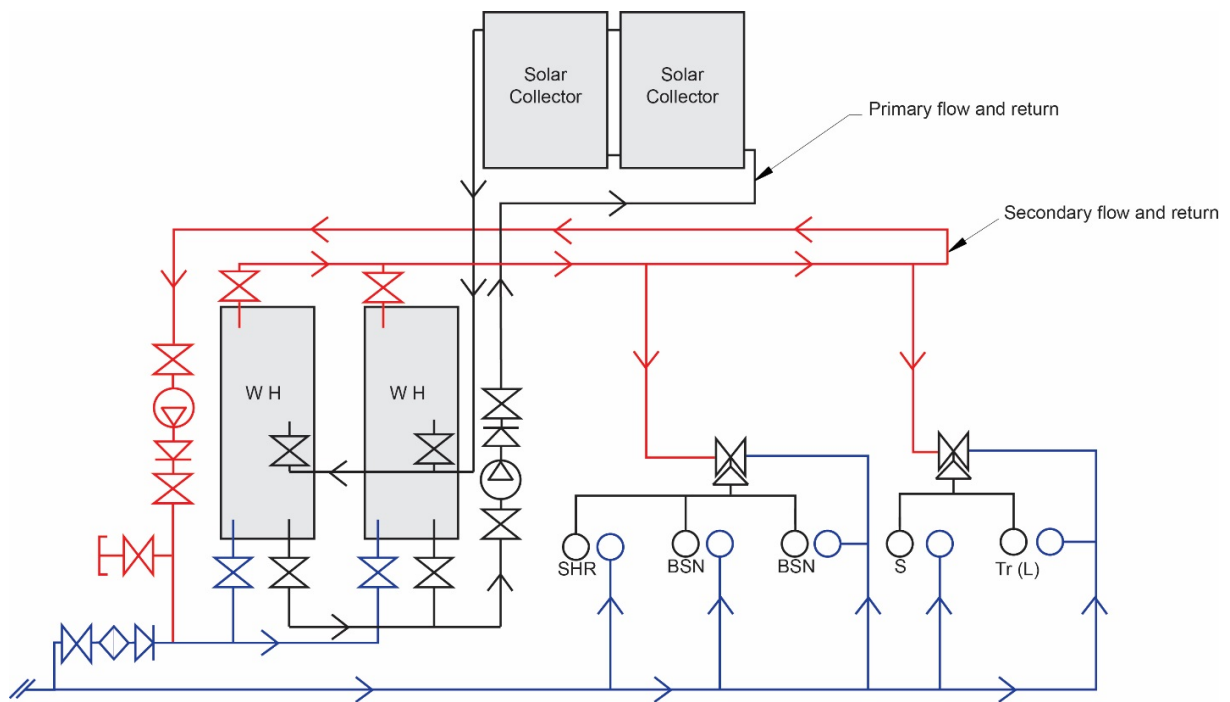 Solar
Collector
Solar
Collector
Primary flow and return
Secondary flow and return
W H
W H
SHR
BSN
BSN
S
Tr (L)